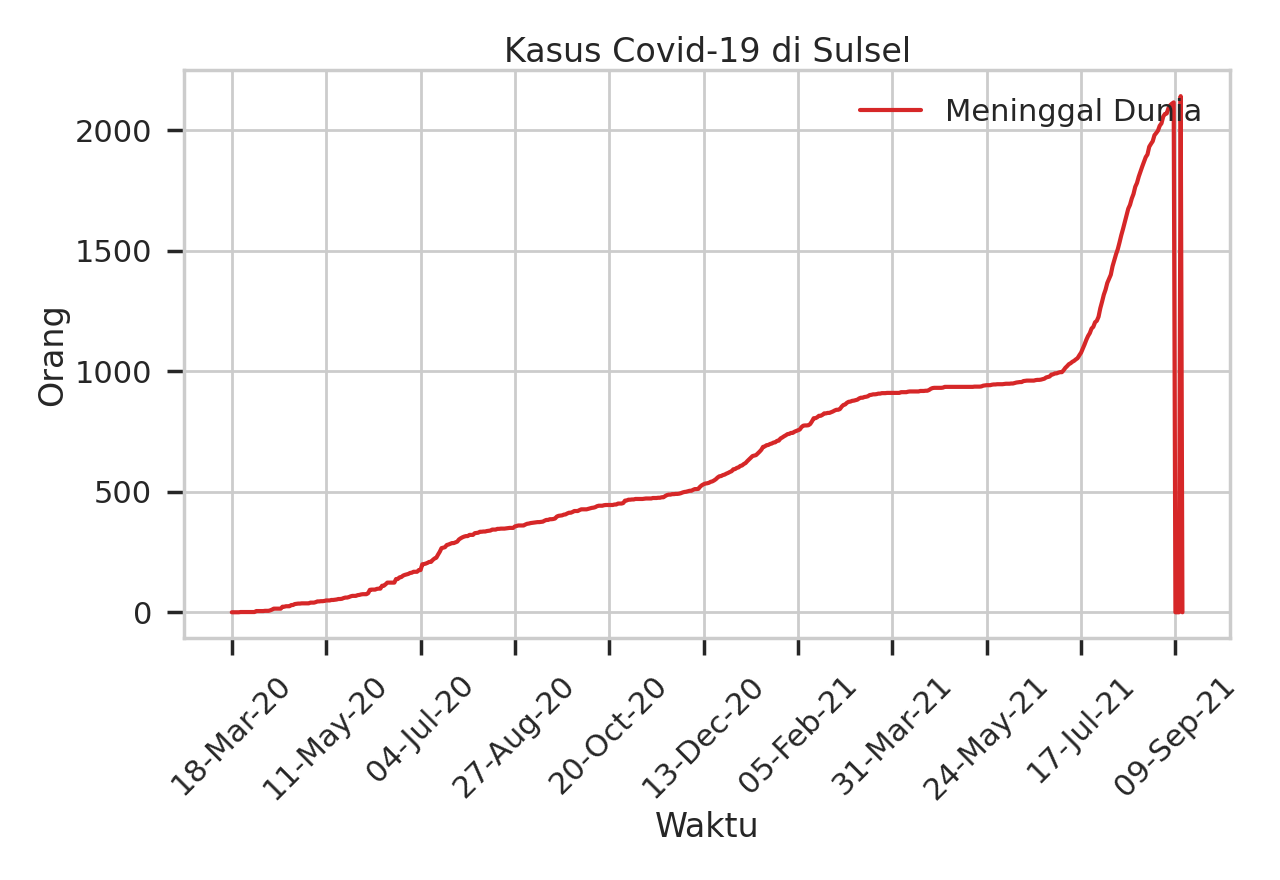 Kasus Covid-19 di Sulsel
Meninggal Dunia
Orang
2000
1500
1000
500
0
18-Mar-20
11-May-20
04-Jul-20
27-Aug-20
20-Oct-20
13-Dec-20
05-Feb-21
31-Mar-21
24-May-21
17-Jul-21
09-Sep-21
Waktu